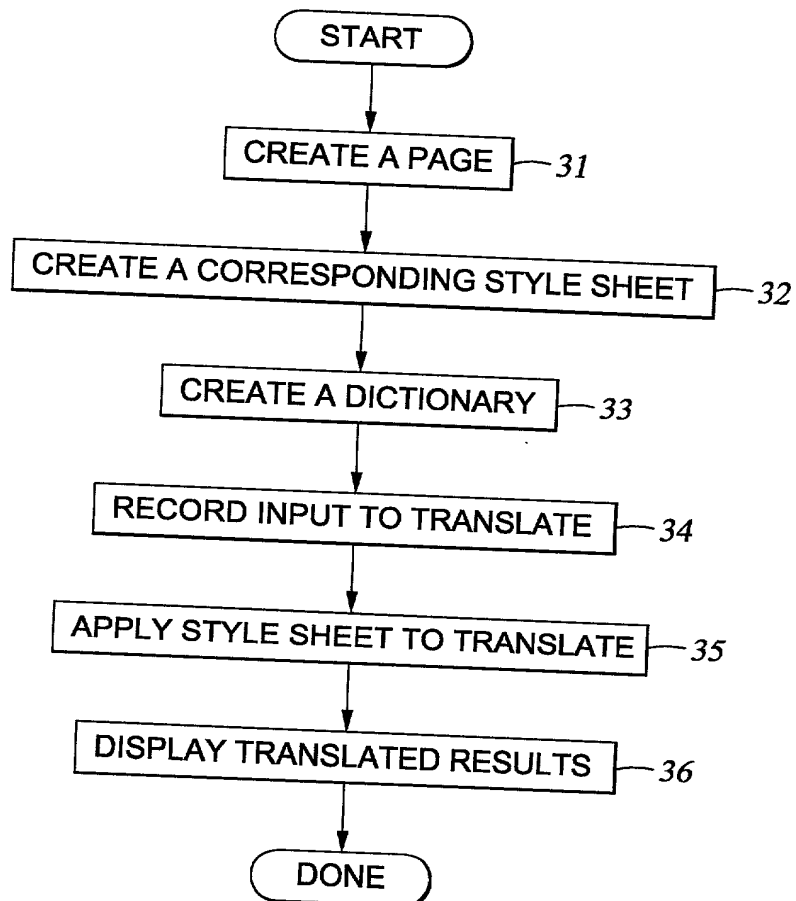 START
CREATE A PAGE 31
CREATE A CORRESPONDING STYLE SHEET 32
CREATE A DICTIONARY 33
RECORD INPUT TO TRANSLATE 34
APPLY STYLE SHEET TO TRANSLATE 35
DISPLAY TRANSLATED RESULTS 36
DONE